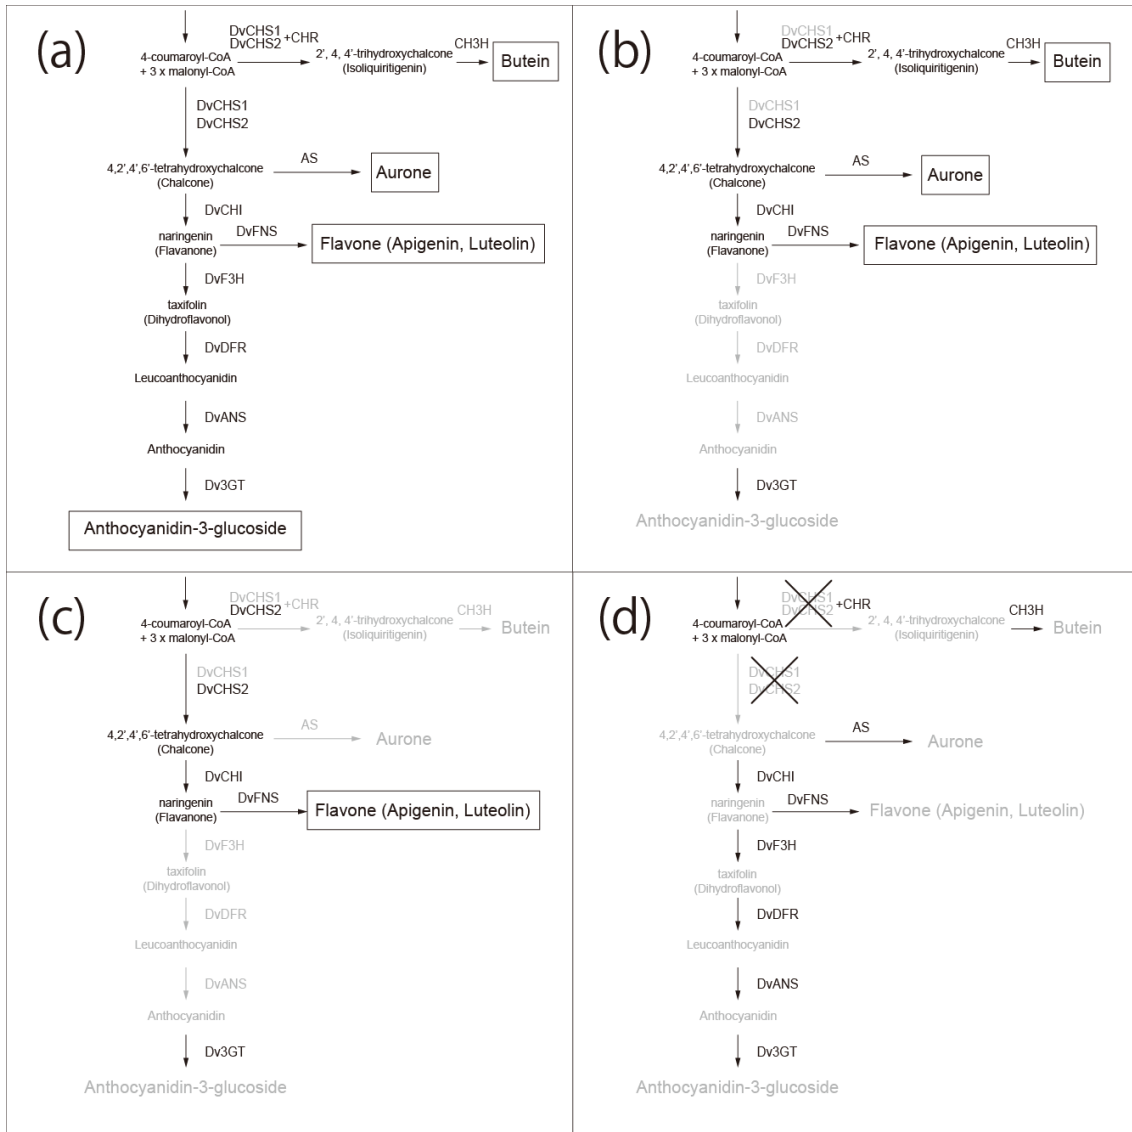 (a)
DvCHS1
DvCHS2 +CHR
CH3H
4-coumaroyl-CoA
+ 3 x malonyl-CoA
2', 4, 4'-trihydroxychalcone
(Isoliquiritigenin)
Butein
DvCHS1
DvCHS2
4,2',4',6'-tetrahydroxychalcone
(Chalcone)
AS
Aurone
DvCHI
naringenin
(Flavanone)
DvFNS
Flavone (Apigenin, Luteolin)
DvF3H
taxifolin
(Dihydroflavonol)
DvDFR
Leucoanthocyanidin
DvANS
Anthocyanidin
Dv3GT
Anthocyanidin-3-glucoside
(b)
DvCHS1
DvCHS2 +CHR
CH3H
4-coumaroyl-CoA
+ 3 x malonyl-CoA
2', 4, 4'-trihydroxychalcone
(Isoliquiritigenin)
Butein
DvCHS1
DvCHS2
4,2',4',6'-tetrahydroxychalcone
(Chalcone)
AS
Aurone
DvCHI
naringenin
(Flavanone)
DvFNS
Flavone (Apigenin, Luteolin)
DvF3H
taxifolin
(Dihydroflavonol)
DvDFR
Leucoanthocyanidin
DvANS
Anthocyanidin
Dv3GT
Anthocyanidin-3-glucoside
(c)
DvCHS1
DvCHS2 +CHR
CH3H
4-coumaroyl-CoA
+ 3 x malonyl-CoA
2', 4, 4'-trihydroxychalcone
(Isoliquiritigenin)
Butein
DvCHS1
DvCHS2
4,2',4',6'-tetrahydroxychalcone
(Chalcone)
AS
Aurone
DvCHI
naringenin
(Flavanone)
DvFNS
Flavone (Apigenin, Luteolin)
DvF3H
taxifolin
(Dihydroflavonol)
DvDFR
Leucoanthocyanidin
DvANS
Anthocyanidin
Dv3GT
Anthocyanidin-3-glucoside
(d)
DvCHS1
DvCHS2 +CHR
CH3H
4-coumaroyl-CoA
+ 3 x malonyl-CoA
2', 4, 4'-trihydroxychalcone
(Isoliquiritigenin)
Butein
DvCHS1
DvCHS2
4,2',4',6'-tetrahydroxychalcone
(Chalcone)
AS
Aurone
DvCHI
naringenin
(Flavanone)
DvFNS
Flavone (Apigenin, Luteolin)
DvF3H
taxifolin
(Dihydroflavonol)
DvDFR
Leucoanthocyanidin
DvANS
Anthocyanidin
Dv3GT
Anthocyanidin-3-glucoside